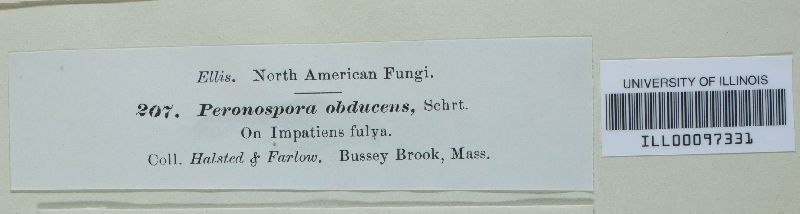 Ellis. North American Fungi.
207. Peronospora obducens, Schrt.
On Impatiens fulva.
Coll. Halsted & Farlow. Bussey Brook, Mass.
UNIVERSITY OF ILLINOIS
ILL00097331